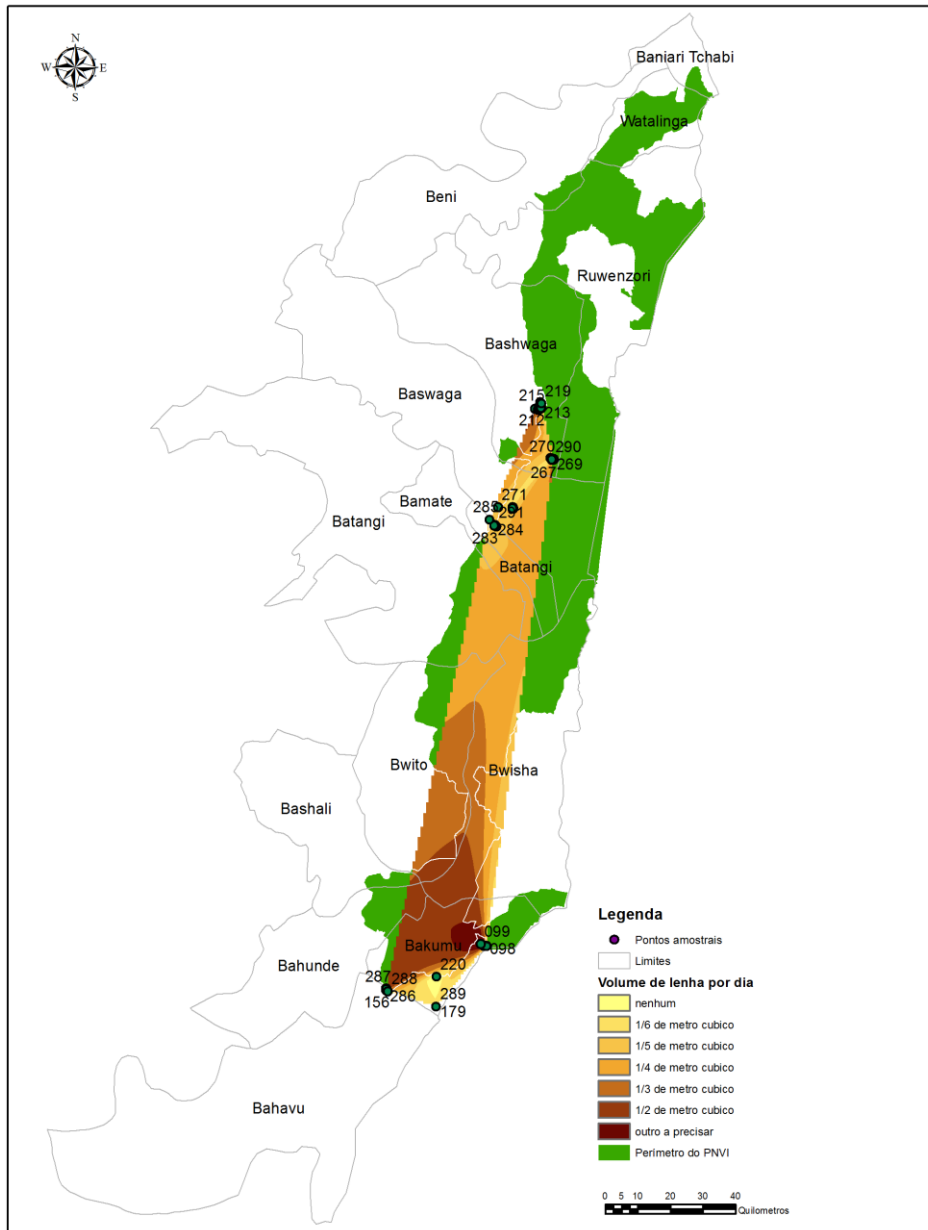 N
W E
S
Baniari Tchabi
Watalinga
Beni
Ruwenzori
Bashwaga
Baswaga
215 219
212 213
270 290
267 269
Bamate
285 271
291
Batangi
283 284
Batangi
Bwito
Bwisha
Bashali
099
Bakumu
098
220
Bahunde
287 288
156 286
289
179
Bahavu
Legenda
Pontos amostrais
Limites
Volume de lenha por dia
nenhum
1/6 de metro cubico
1/5 de metro cubico
1/4 de metro cubico
1/3 de metro cubico
1/2 de metro cubico
outro a precisar
Perímetro do PNVI
0 5 10 20 30 40
Quilometros